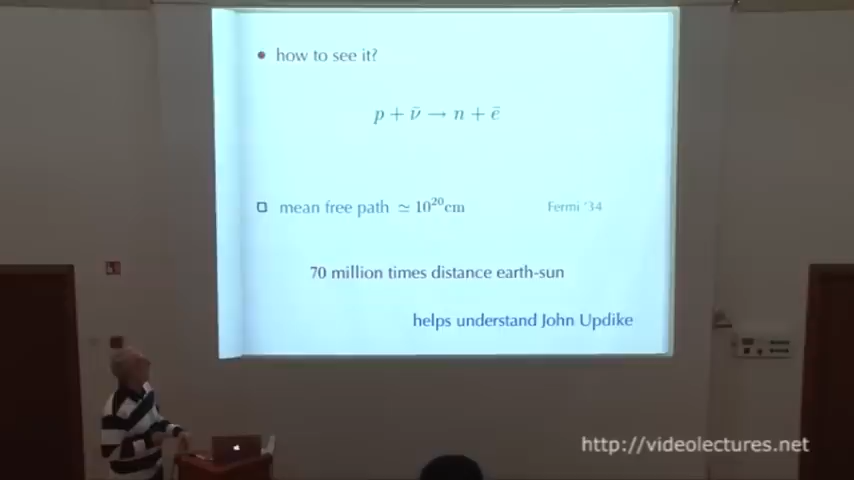 • how to see it?
p + ν̄ → n + ē
mean free path ≃ 10²⁰cm
Fermi '34
70 million times distance earth-sun
helps understand John Updike
http://videolectures.net